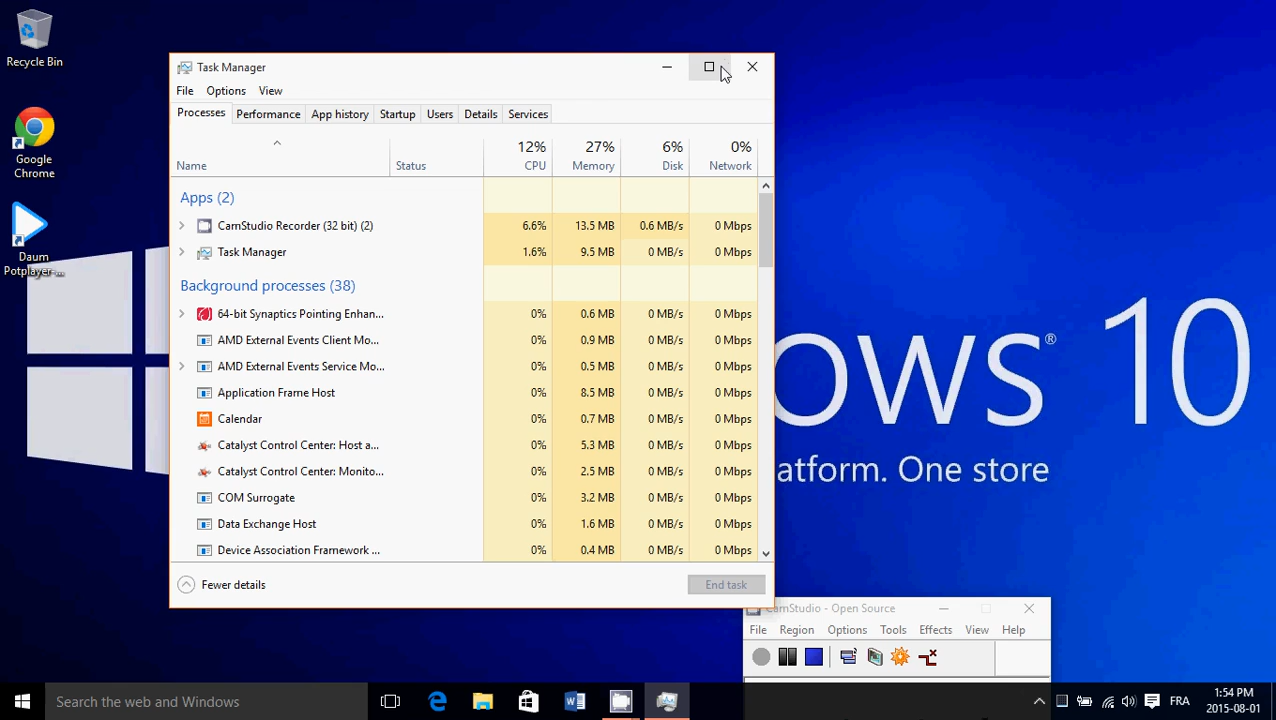 Recycle Bin
Google
Chrome
Daum
Potplayer-...
Task Manager
File Options View
Processes Performance App history Startup Users Details Services
12% 27% 6% 0%
Name Status CPU Memory Disk Network
Apps (2)
CamStudio Recorder (32 bit) (2) 6.6% 13.5 MB 0.6 MB/s 0 Mbps
Task Manager 1.6% 9.5 MB 0 MB/s 0 Mbps
Background processes (38)
64-bit Synaptics Pointing Enhan... 0% 0.6 MB 0 MB/s 0 Mbps
AMD External Events Client Mo... 0% 0.9 MB 0 MB/s 0 Mbps
AMD External Events Service Mo... 0% 0.5 MB 0 MB/s 0 Mbps
Application Frame Host 0% 8.5 MB 0 MB/s 0 Mbps
Calendar 0% 0.7 MB 0 MB/s 0 Mbps
Catalyst Control Center: Host a... 0% 5.3 MB 0 MB/s 0 Mbps
Catalyst Control Center: Monito... 0% 2.5 MB 0 MB/s 0 Mbps
COM Surrogate 0% 3.2 MB 0 MB/s 0 Mbps
Data Exchange Host 0% 1.6 MB 0 MB/s 0 Mbps
Device Association Framework ... 0% 0.4 MB 0 MB/s 0 Mbps
Fewer details End task
ows® 10
atform. One store
CamStudio - Open Source
File Region Options Tools Effects View Help
Search the web and Windows
FRA
1:54 PM
2015-08-01